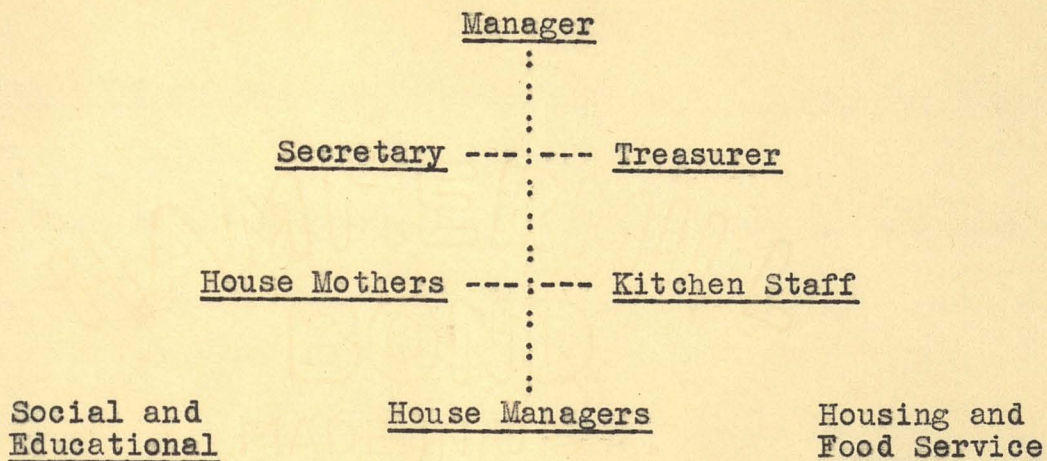 Manager
Secretary Treasurer
House Mothers Kitchen Staff
Social and House Managers Housing and
Educational Food Service